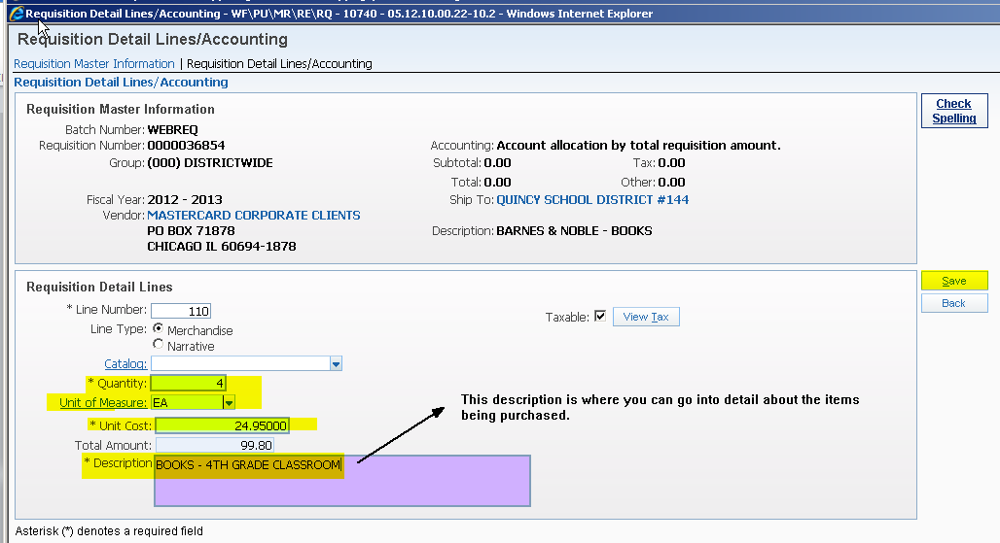 Requisition Detail Lines/Accounting - WF\PU\MR\RE\RQ - 10740 - 05.12.10.00.22-10.2 - Windows Internet Explorer
Requisition Detail Lines/Accounting
Requisition Master Information | Requisition Detail Lines/Accounting
Requisition Detail Lines/Accounting
Check Spelling
Requisition Master Information
Batch Number: WEBREQ
Requisition Number: 0000036854
Accounting: Account allocation by total requisition amount.
Group: (000) DISTRICTWIDE
Subtotal: 0.00 Tax: 0.00
Total: 0.00 Other: 0.00
Fiscal Year: 2012 - 2013
Ship To: QUINCY SCHOOL DISTRICT #144
Vendor: MASTERCARD CORPORATE CLIENTS
PO BOX 71878
Description: BARNES & NOBLE - BOOKS
CHICAGO IL 60694-1878
Save
Back
Requisition Detail Lines
* Line Number: 110
Taxable: View Tax
Line Type: Merchandise
Narrative
Catalog:
* Quantity: 4
Unit of Measure: EA
* Unit Cost: 24.95000
Total Amount: 99.80
* Description BOOKS - 4TH GRADE CLASSROOM
This description is where you can go into detail about the items
being purchased.
Asterisk (*) denotes a required field